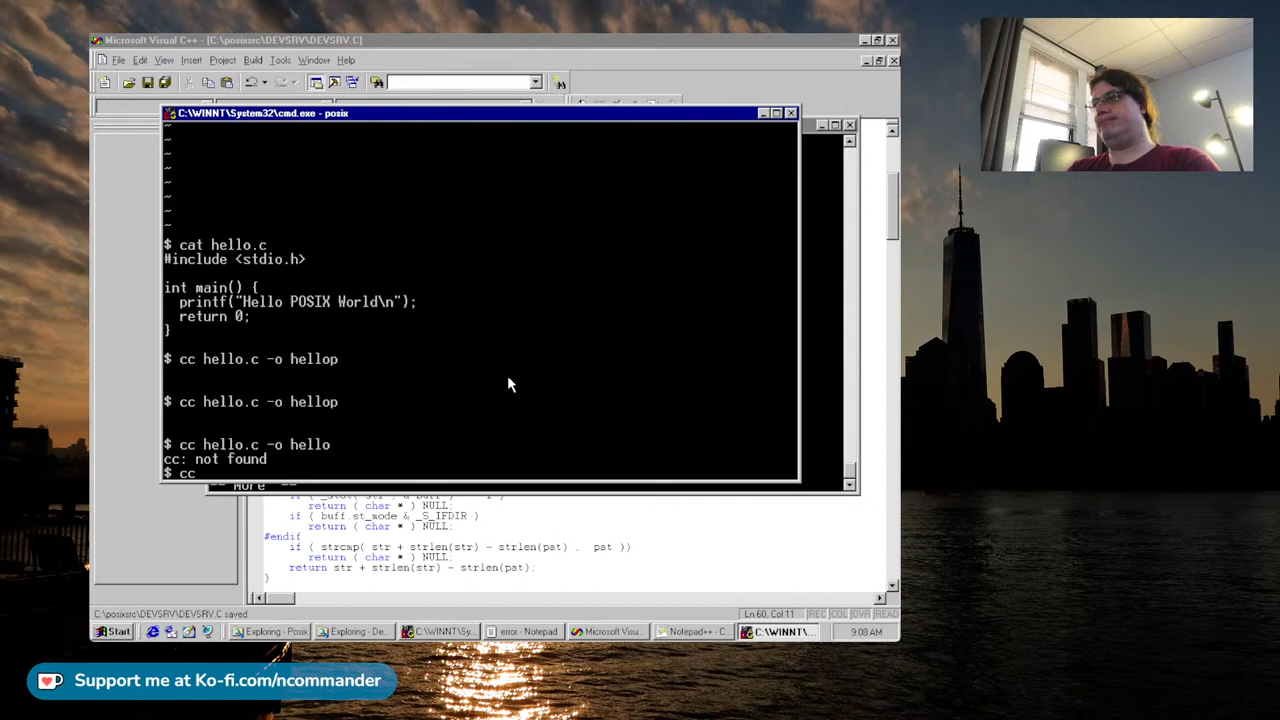 Microsoft Visual C++ - [C:\posixsrc\DEVSRV\DEVSRV.C]
File Edit View Insert Project Build Tools Window Help
C:\WINNT\System32\cmd.exe - posix
~
~
~
~
~
~
~
$ cat hello.c
#include <stdio.h>
int main() {
printf("Hello POSIX World\n");
return 0;
}
$ cc hello.c -o hellop
$ cc hello.c -o hellop
$ cc hello.c -o hello
cc: not found
$ cc
-- More --
return ( char * ) NULL;
if ( buff st_mode & _S_IFDIR )
return ( char * ) NULL;
#endif
if ( strcmp( str + strlen(str) - strlen(pat) , pat ))
return ( char * ) NULL;
return str + strlen(str) - strlen(pat);
}
C:\posixsrc\DEVSRV.C saved
Ln 60, Col 11 REC COL OVR READ
Start Exploring - Posix Exploring - De... C:\WINNT\Sy... error - Notepad Microsoft Visu... Notepad++ - C... C:\WINNT\... 9:08 AM
Support me at Ko-fi.com/ncommander